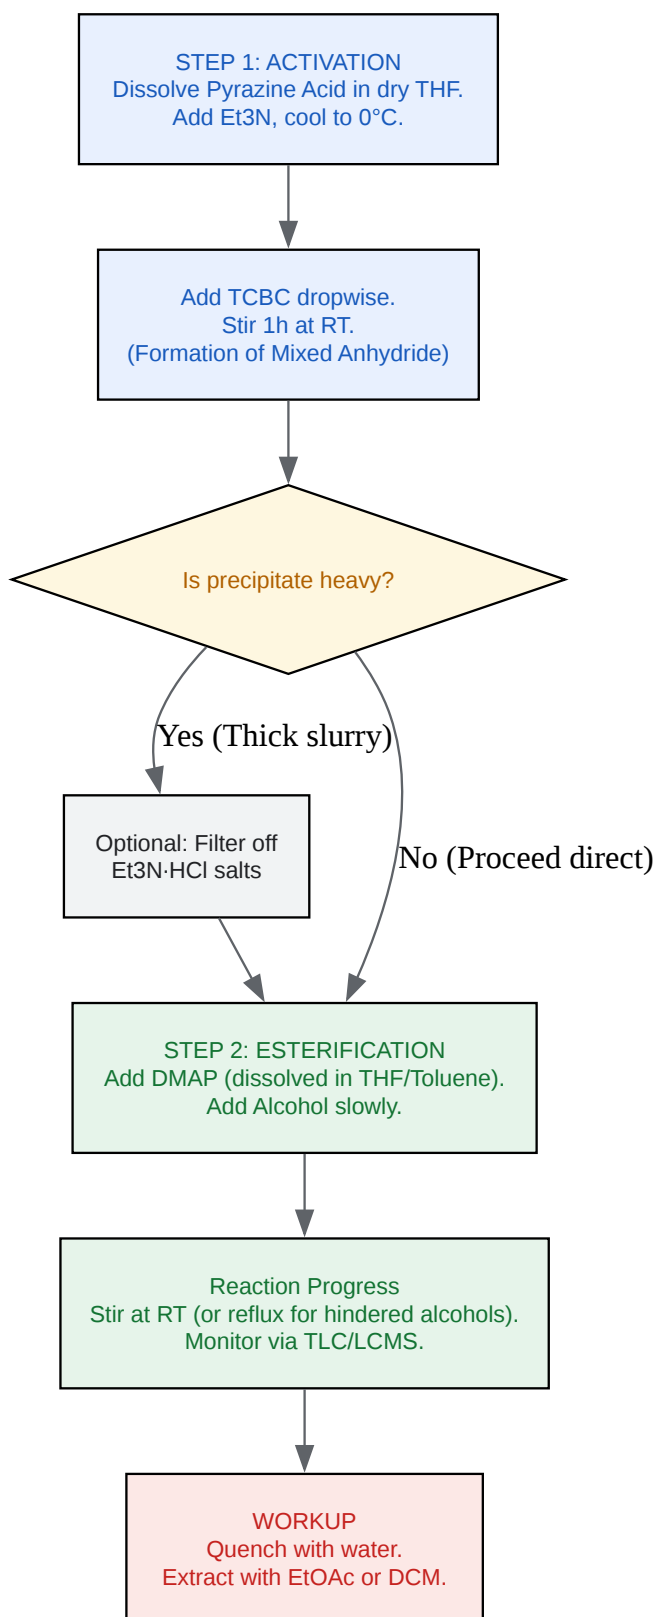 STEP 1: ACTIVATION
Dissolve Pyrazine Acid in dry THF.
Add Et3N, cool to 0°C.
Add TCBC dropwise.
Stir 1h at RT.
(Formation of Mixed Anhydride)
Is precipitate heavy?
Yes (Thick slurry)
Optional: Filter off
Et3N·HCl salts
No (Proceed direct)
STEP 2: ESTERIFICATION
Add DMAP (dissolved in THF/Toluene).
Add Alcohol slowly.
Reaction Progress
Stir at RT (or reflux for hindered alcohols).
Monitor via TLC/LCMS.
WORKUP
Quench with water.
Extract with EtOAc or DCM.